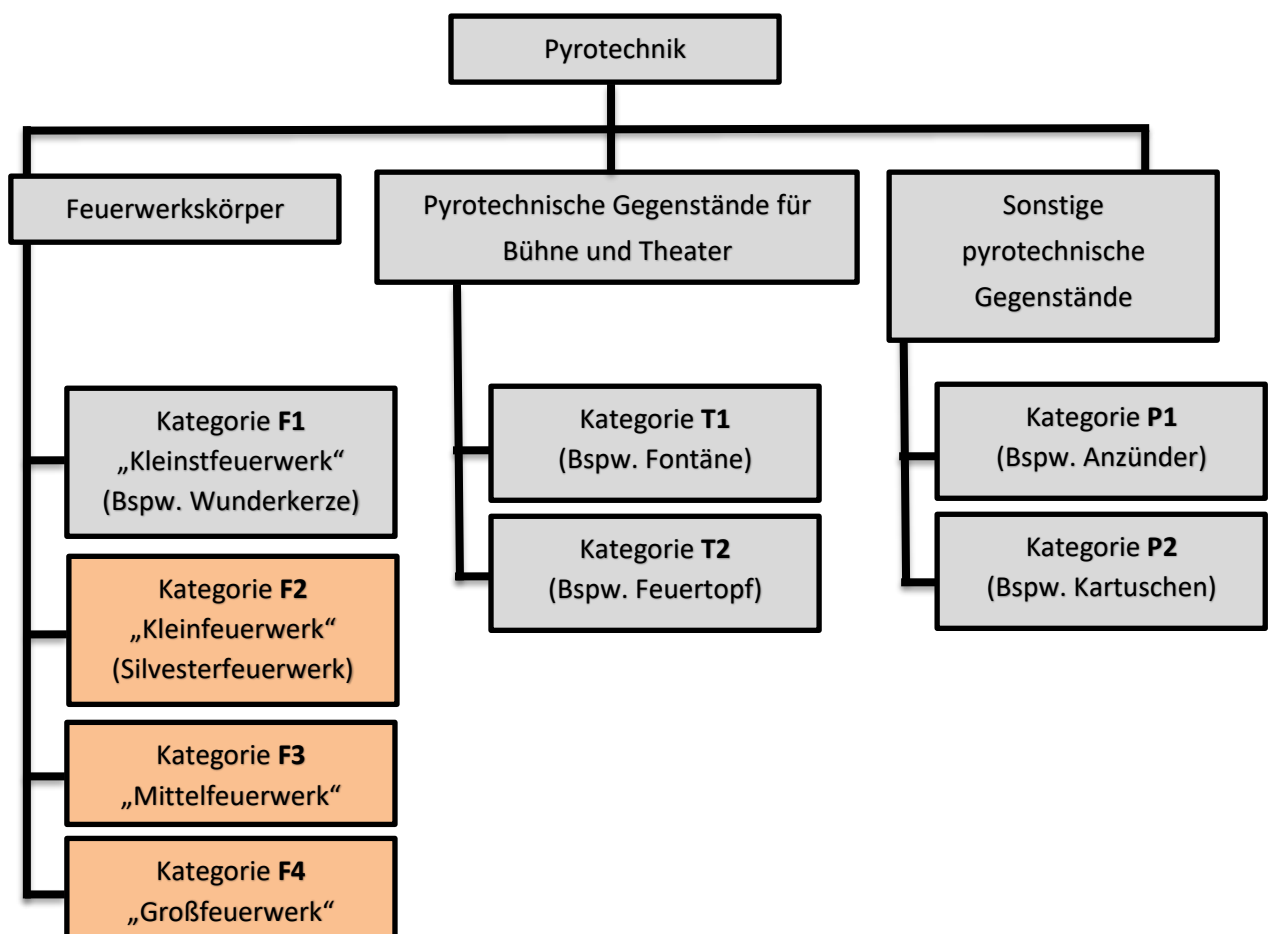 Pyrotechnik
Feuerwerkskörper
Pyrotechnische Gegenstände für
Bühne und Theater
Sonstige
pyrotechnische
Gegenstände
Kategorie F1
„Kleinstfeuerwerk“
(Bspw. Wunderkerze)
Kategorie F2
„Kleinfeuerwerk“
(Silvesterfeuerwerk)
Kategorie F3
„Mittelfeuerwerk“
Kategorie F4
„Großfeuerwerk“
Kategorie T1
(Bspw. Fontäne)
Kategorie T2
(Bspw. Feuertopf)
Kategorie P1
(Bspw. Anzünder)
Kategorie P2
(Bspw. Kartuschen)